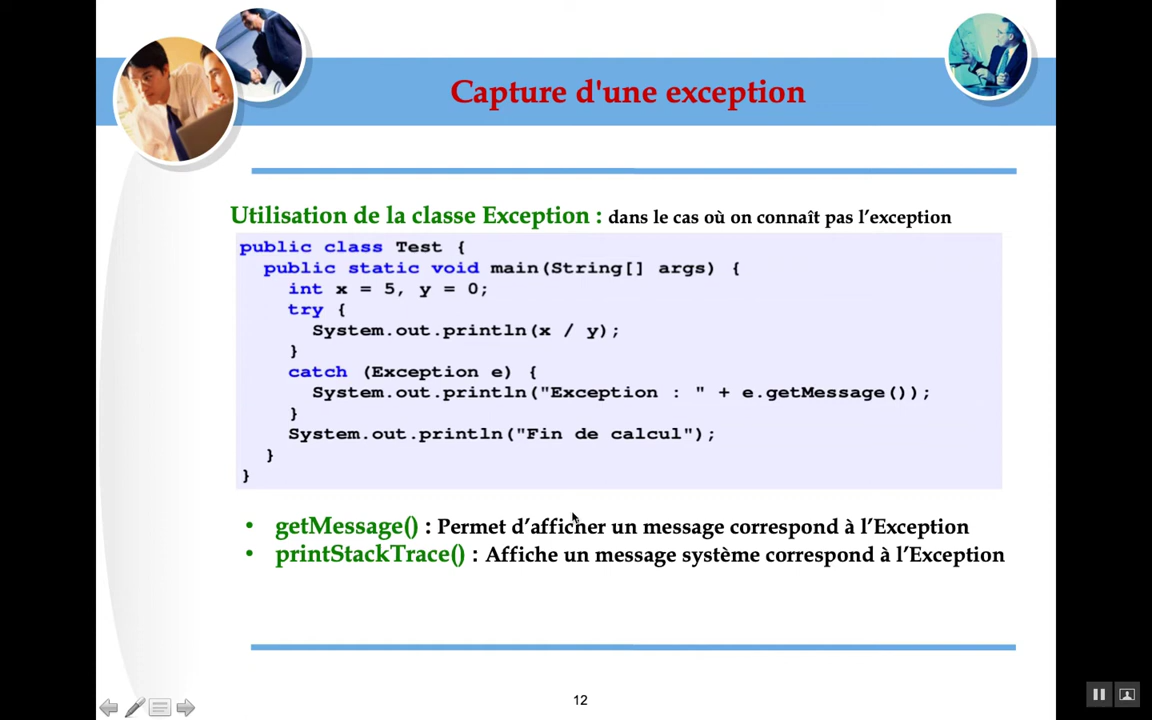 Capture d'une exception
Utilisation de la classe Exception : dans le cas où on connaît pas l'exception
public class Test {
public static void main(String[] args) {
int x = 5, y = 0;
try {
System.out.println(x / y);
}
catch (Exception e) {
System.out.println("Exception : " + e.getMessage());
}
System.out.println("Fin de calcul");
}
}
• getMessage() : Permet d'afficher un message correspond à l'Exception
• printStackTrace() : Affiche un message système correspond à l'Exception
12